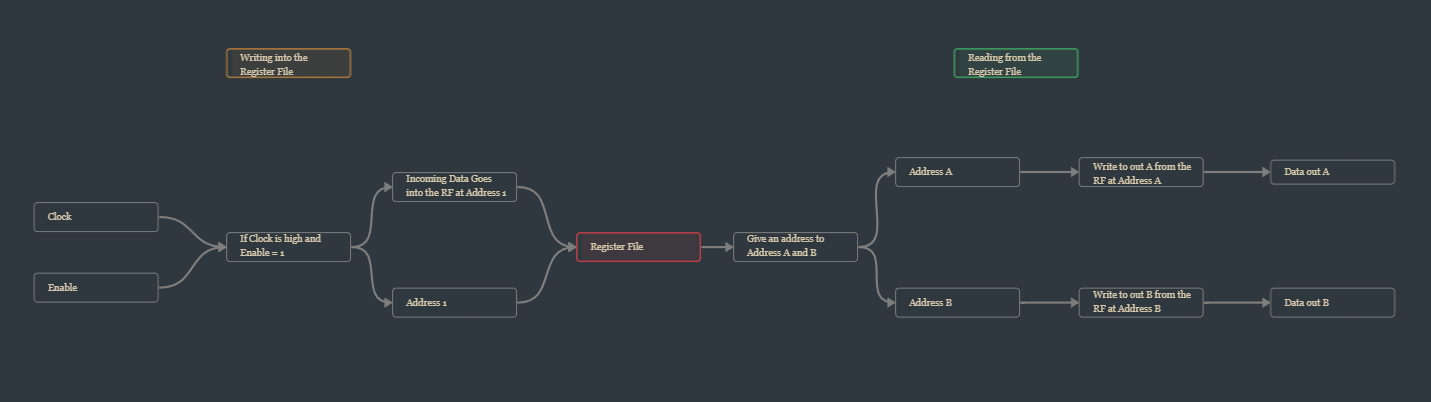 Writing into the
Register File
Reading from the
Register File
Clock
Enable
If Clock is high and
Enable = 1
Incoming Data Goes
into the RF at Address 1
Address 1
Register File
Give an address to
Address A and B
Address A
Write to out A from the
RF at Address A
Data out A
Address B
Write to out B from the
RF at Address B
Data out B